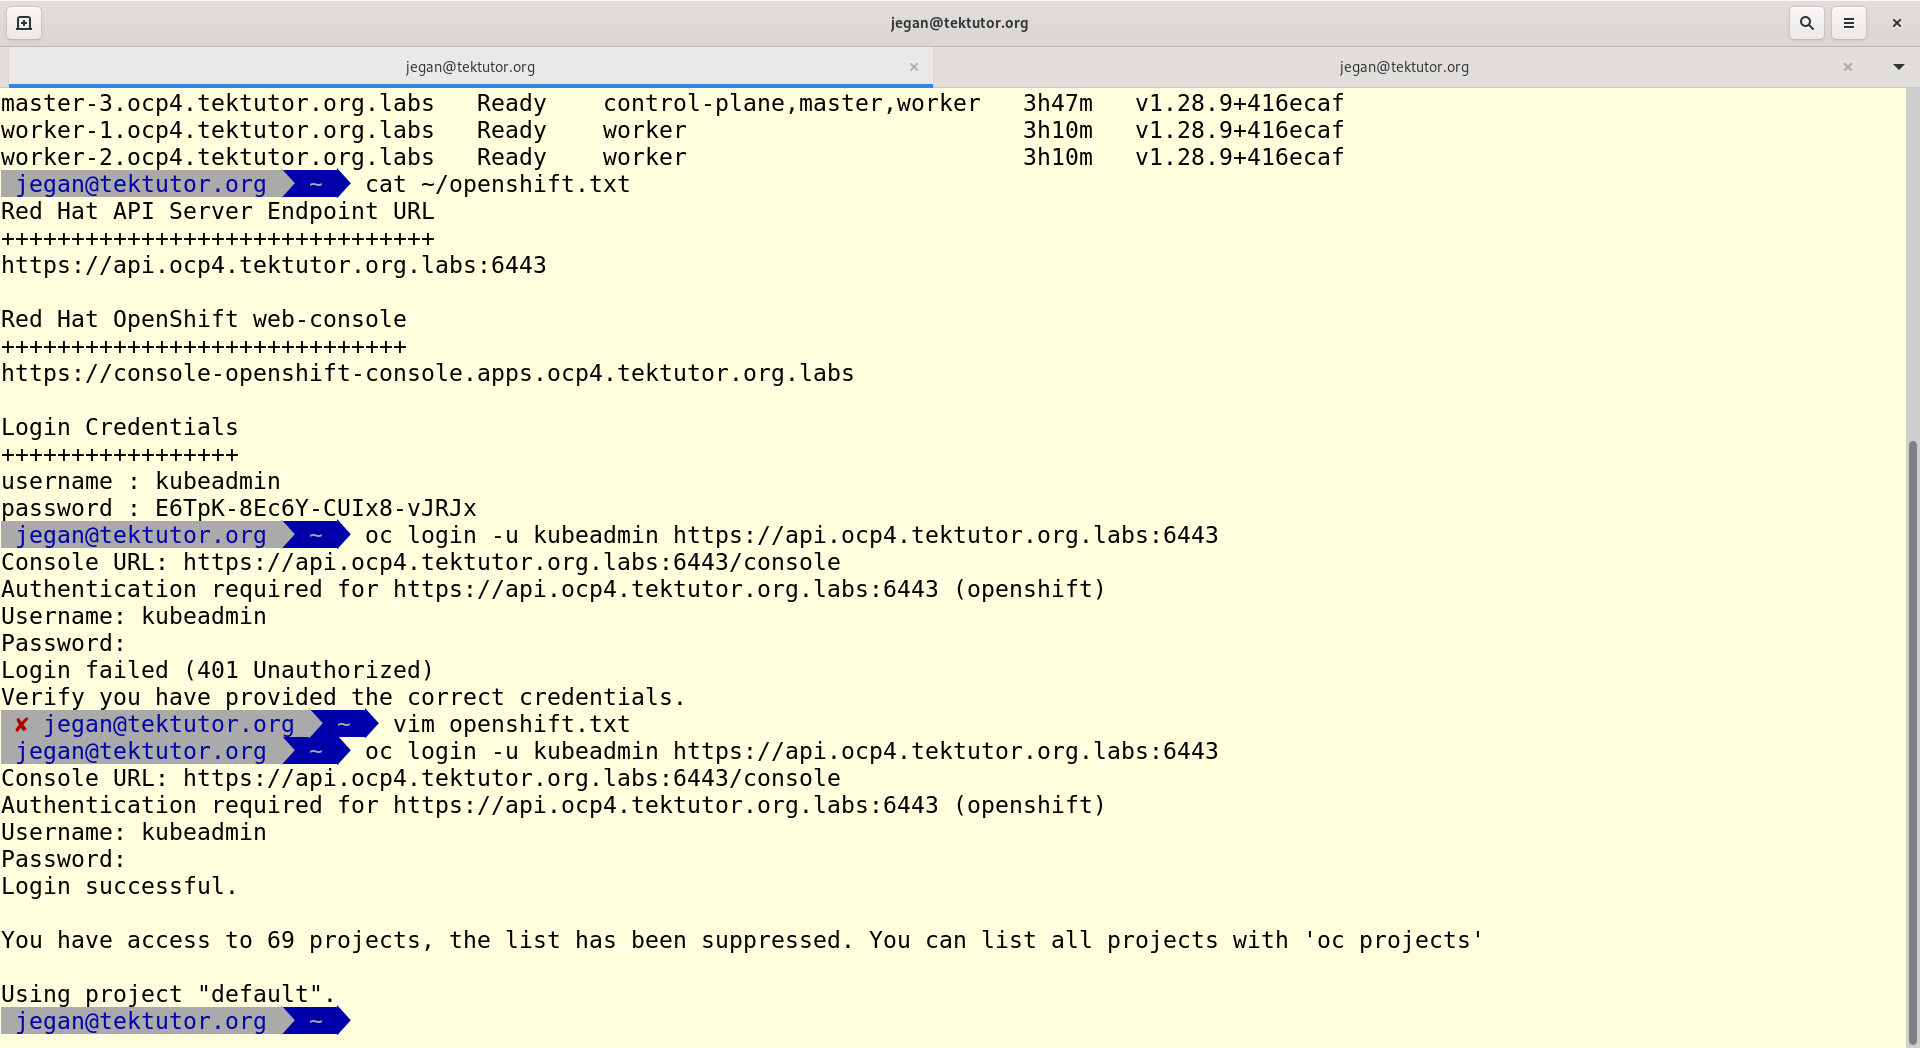 jegan@tektutor.org
jegan@tektutor.org
jegan@tektutor.org
master-3.ocp4.tektutor.org.labs   Ready    control-plane,master,worker   3h47m   v1.28.9+416ecaf
worker-1.ocp4.tektutor.org.labs   Ready    worker                        3h10m   v1.28.9+416ecaf
worker-2.ocp4.tektutor.org.labs   Ready    worker                        3h10m   v1.28.9+416ecaf
jegan@tektutor.org ~ cat ~/openshift.txt
Red Hat API Server Endpoint URL
+++++++++++++++++++++++++++++++
https://api.ocp4.tektutor.org.labs:6443
Red Hat OpenShift web-console
+++++++++++++++++++++++++++++
https://console-openshift-console.apps.ocp4.tektutor.org.labs
Login Credentials
+++++++++++++++++
username : kubeadmin
password : E6TpK-8Ec6Y-CUIx8-vJRJx
jegan@tektutor.org ~ oc login -u kubeadmin https://api.ocp4.tektutor.org.labs:6443
Console URL: https://api.ocp4.tektutor.org.labs:6443/console
Authentication required for https://api.ocp4.tektutor.org.labs:6443 (openshift)
Username: kubeadmin
Password:
Login failed (401 Unauthorized)
Verify you have provided the correct credentials.
✘ jegan@tektutor.org ~ vim openshift.txt
jegan@tektutor.org ~ oc login -u kubeadmin https://api.ocp4.tektutor.org.labs:6443
Console URL: https://api.ocp4.tektutor.org.labs:6443/console
Authentication required for https://api.ocp4.tektutor.org.labs:6443 (openshift)
Username: kubeadmin
Password:
Login successful.
You have access to 69 projects, the list has been suppressed. You can list all projects with 'oc projects'
Using project "default".
jegan@tektutor.org ~